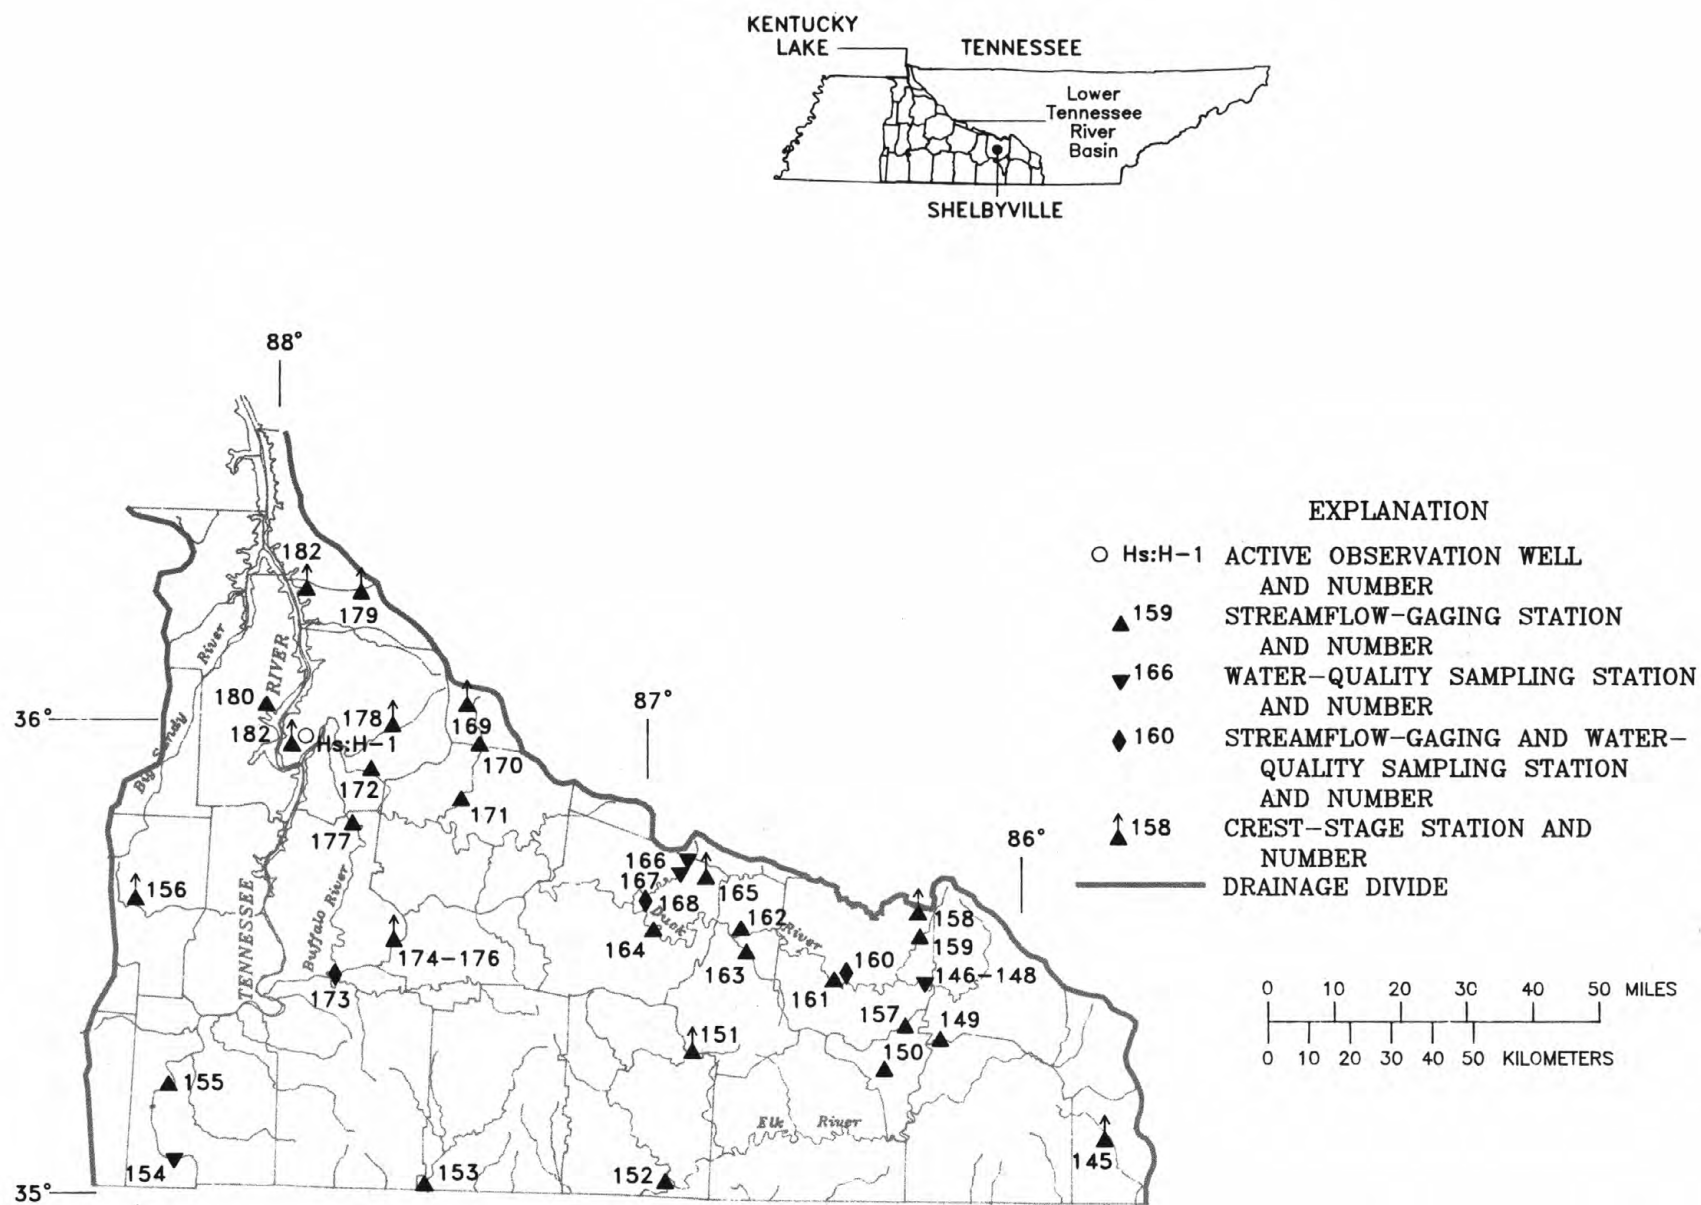 KENTUCKY
LAKE
TENNESSEE
Lower
Tennessee
River
Basin
SHELBYVILLE
88°
182
179
River
RIVER
180
178
169
87°
36°
182
Hs:H-1
Big Sandy
172
170
171
177
86°
166
167
165
156
168
162
158
Duck
River
TENNESSEE
Buffalo River
164
159
174-176
163
160
146-148
173
161
157
149
151
150
155
Elk River
145
154
153
152
35°
EXPLANATION
Hs:H-1 ACTIVE OBSERVATION WELL
AND NUMBER
159 STREAMFLOW-GAGING STATION
AND NUMBER
166 WATER-QUALITY SAMPLING STATION
AND NUMBER
160 STREAMFLOW-GAGING AND WATER-
QUALITY SAMPLING STATION
AND NUMBER
158 CREST-STAGE STATION AND
NUMBER
DRAINAGE DIVIDE
0 10 20 30 40 50 MILES
0 10 20 30 40 50 KILOMETERS